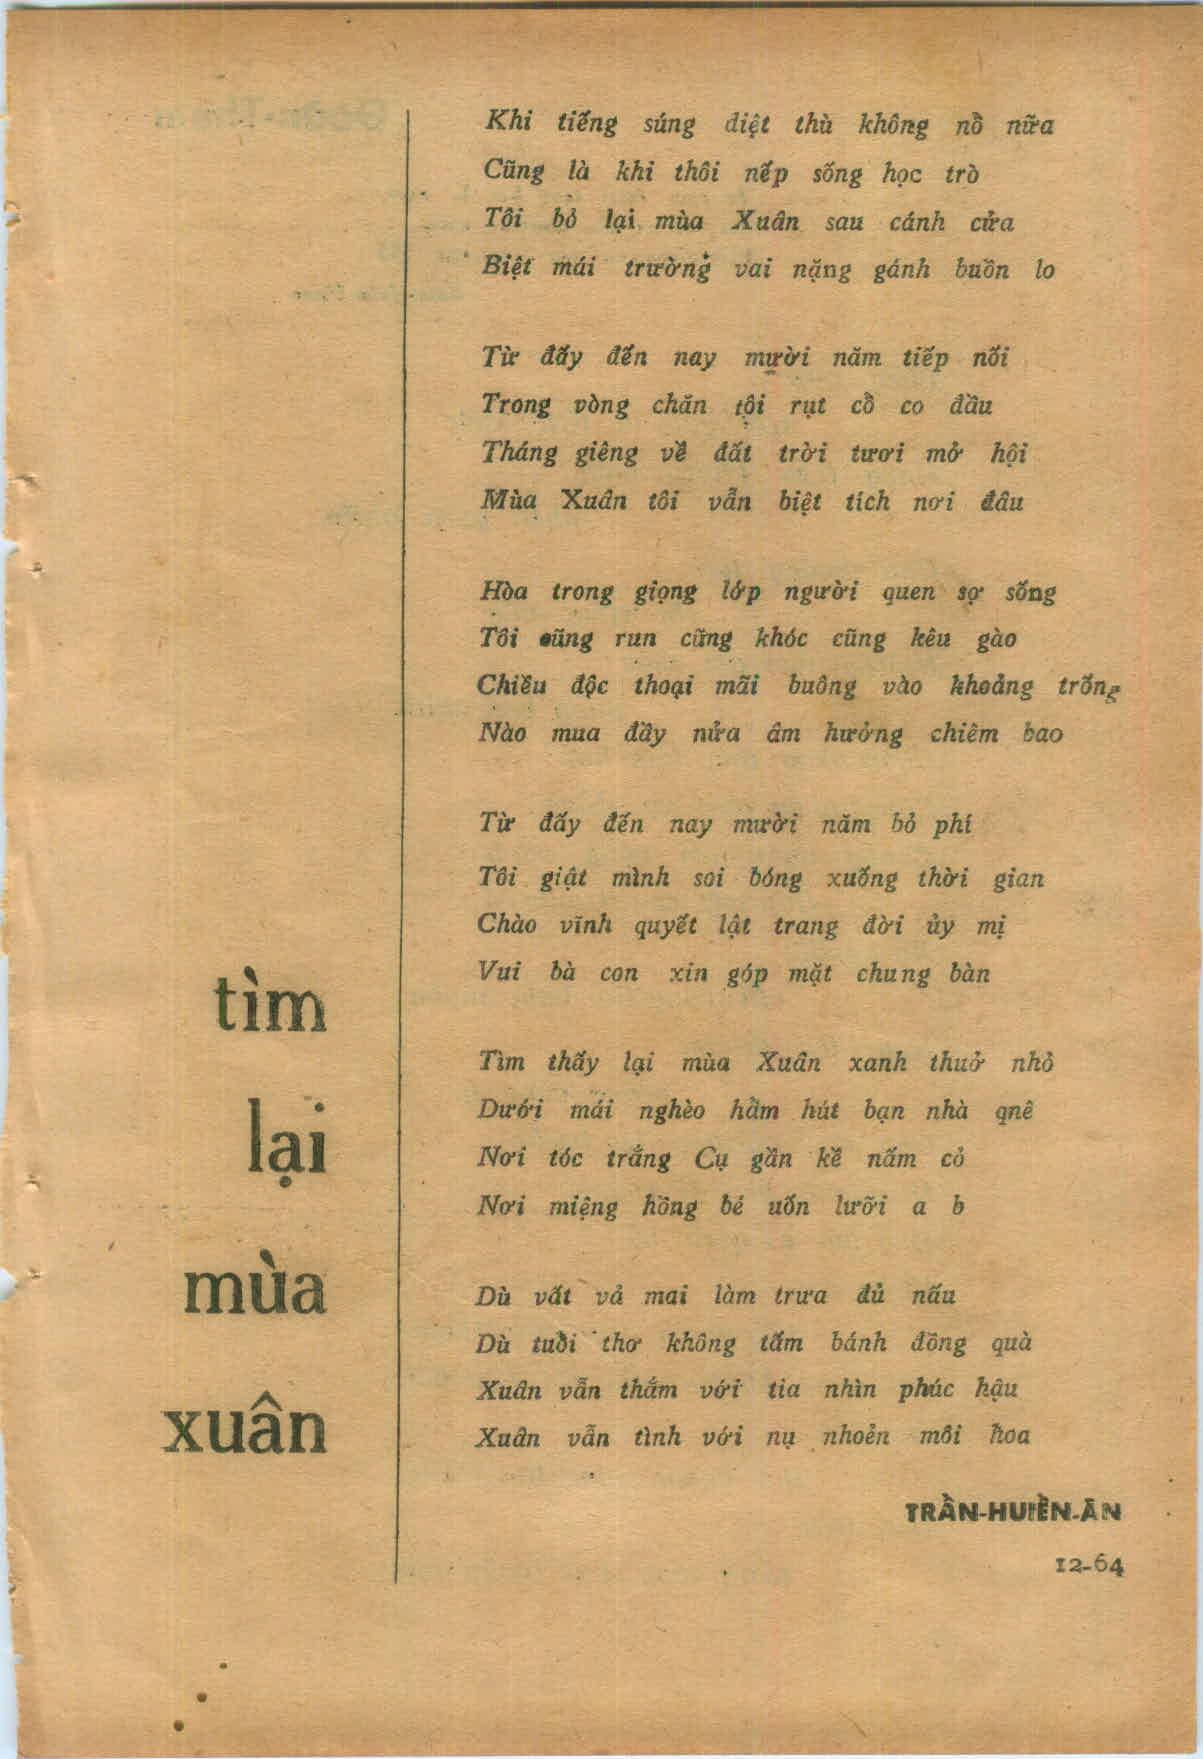 tìm
lại
mùa
xuân
Khi tiếng súng diệt thù không nổ nữa
Cũng là khi thôi nếp sống học trò
Tôi bỏ lại mùa Xuân sau cánh cửa
Biệt mái trường vai nặng gánh buồn lo
Từ đấy đến nay mười năm tiếp nối
Trong vòng chăn tôi rụt cổ co đầu
Tháng giêng về đất trời tươi mở hội
Mùa Xuân tôi vẫn biệt tích nơi đâu
Hòa trong giọng lớp người quen sợ sống
Tôi cũng run cũng khóc cũng kêu gào
Chiều độc thoại mãi buông vào khoảng trống
Nào mua đầy nửa âm hưởng chiêm bao
Từ đấy đến nay mười năm bỏ phí
Tôi giật mình soi bóng xuống thời gian
Chào vĩnh quyết lật trang đời ủy mị
Vui bà con xin góp mặt chung bàn
Tìm thấy lại mùa Xuân xanh thuở nhỏ
Dưới mái nghèo hầm hút bạn nhà qnê
Nơi tóc trắng Cụ gần kề nấm cỏ
Nơi miệng hồng bé uốn lưỡi a b
Dù vất vả mai làm trưa đủ nấu
Dù tuổi thơ không tấm bánh đồng quà
Xuân vẫn thắm với tia nhìn phúc hậu
Xuân vẫn tình với nụ nhoẻn môi hoa
TRẦN-HUIỀN-ÂN
12-64